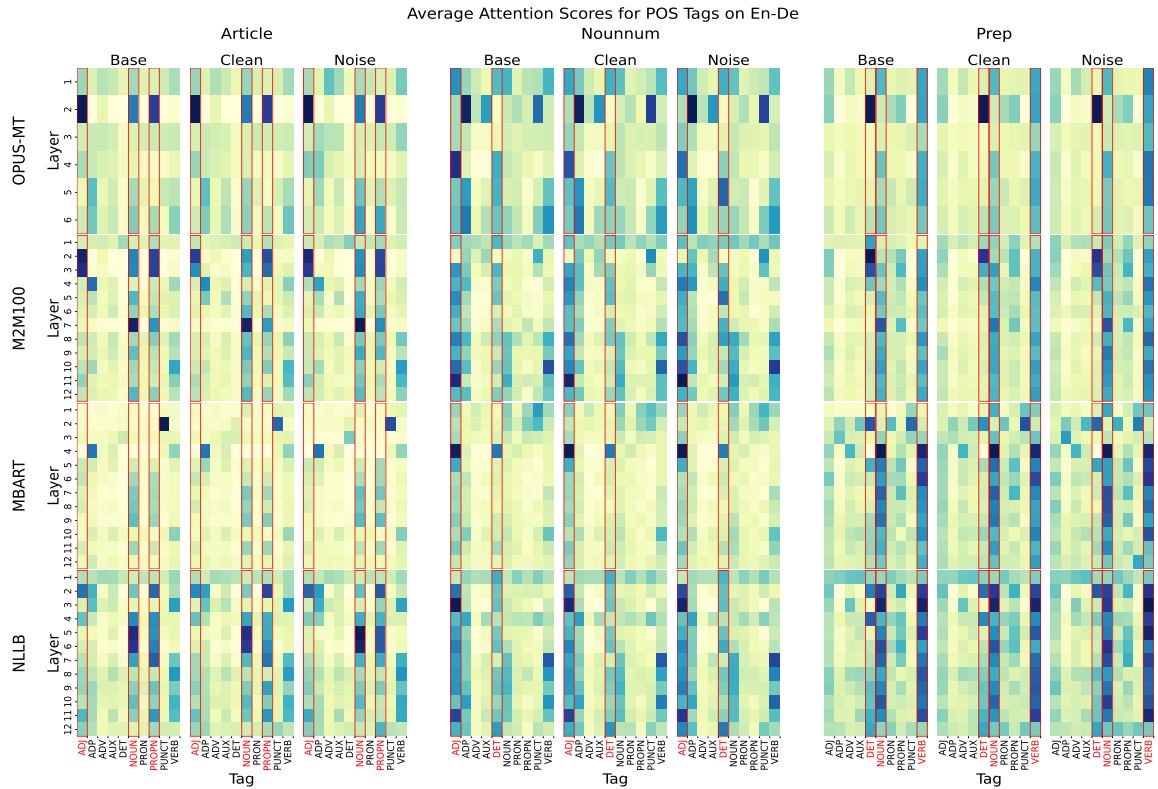 Average Attention Scores for POS Tags on En-De
Article Nounnum Prep
Base Clean Noise Base Clean Noise Base Clean Noise
OPUS-MT
Layer
1
2
3
4
5
6
M2M100
Layer
1
2
3
4
5
6
7
8
9
10
11
12
MBART
Layer
1
2
3
4
5
6
7
8
9
10
11
12
NLLB
Layer
1
2
3
4
5
6
7
8
9
10
11
12
ADJ ADP ADV AUX DET NOUN PRON PROPN PUNCT VERB ADJ ADP ADV AUX DET NOUN PRON PROPN PUNCT VERB ADJ ADP ADV AUX DET NOUN PRON PROPN PUNCT VERB
ADJ ADP ADV AUX DET NOUN PRON PROPN PUNCT VERB ADJ ADP ADV AUX DET NOUN PRON PROPN PUNCT VERB ADJ ADP ADV AUX DET NOUN PRON PROPN PUNCT VERB
ADJ ADP ADV AUX DET NOUN PRON PROPN PUNCT VERB ADJ ADP ADV AUX DET NOUN PRON PROPN PUNCT VERB ADJ ADP ADV AUX DET NOUN PRON PROPN PUNCT VERB
Tag Tag Tag